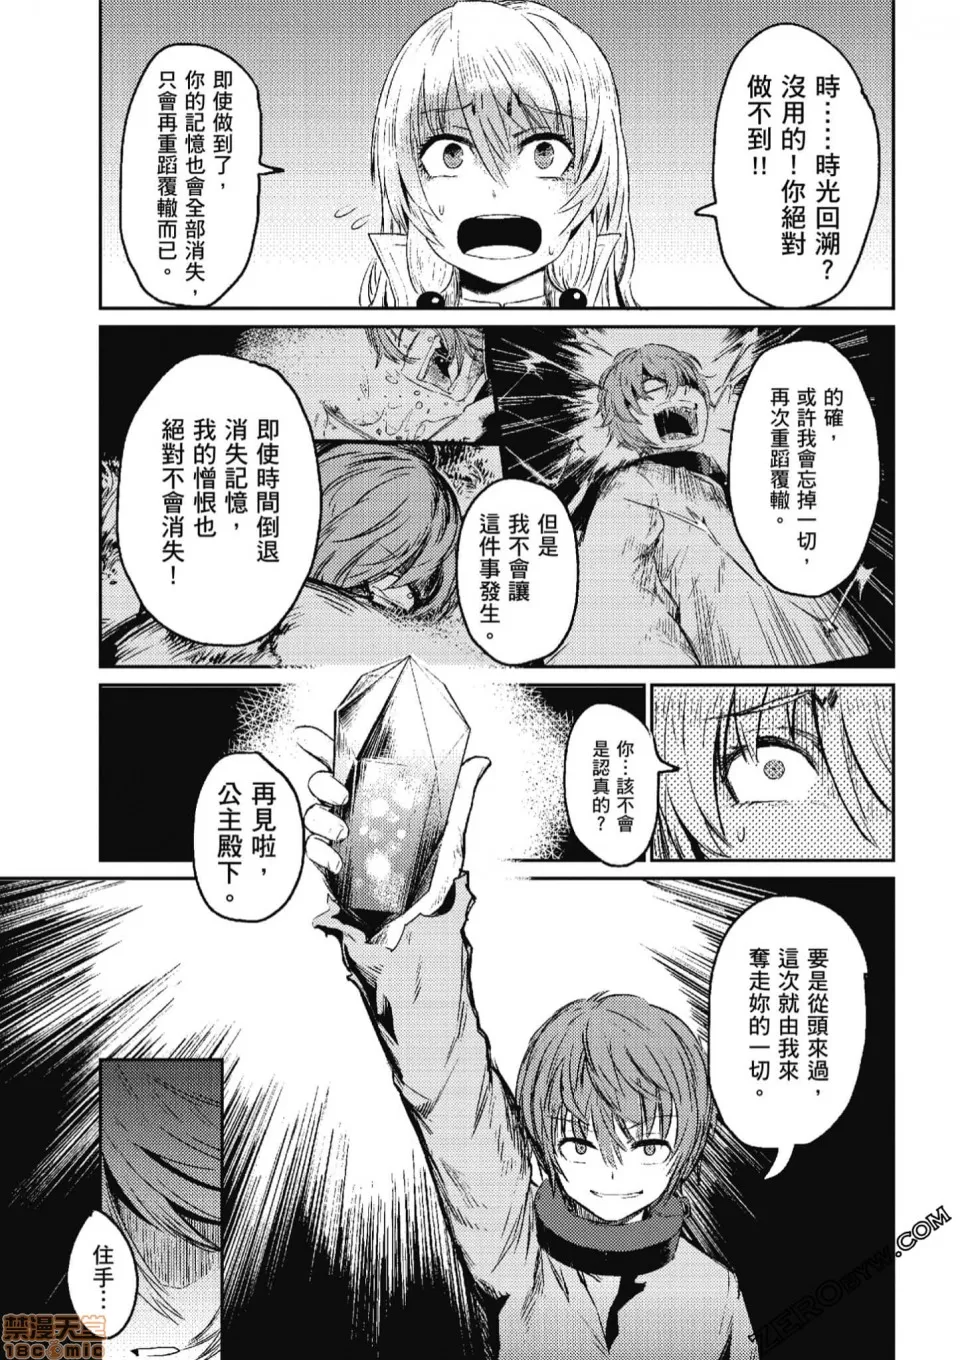 時……時光回溯？
沒用的！你絕對
做不到!!
即使做到了，
你的記憶也會全部消失，
只會再重蹈覆轍而已。
的確，
或許我會忘掉一切，
再次重蹈覆轍。
但是
我不會讓
這件事發生。
即使時間倒退
消失記憶，
我的憎恨也
絕對不會消失！
你…該不會
是認真的？
再見啦，
公主殿下。
要是從頭來過，
這次就由我來
奪走妳的一切。
住手…
禁漫天堂
18comic
ZEROBYW.COM